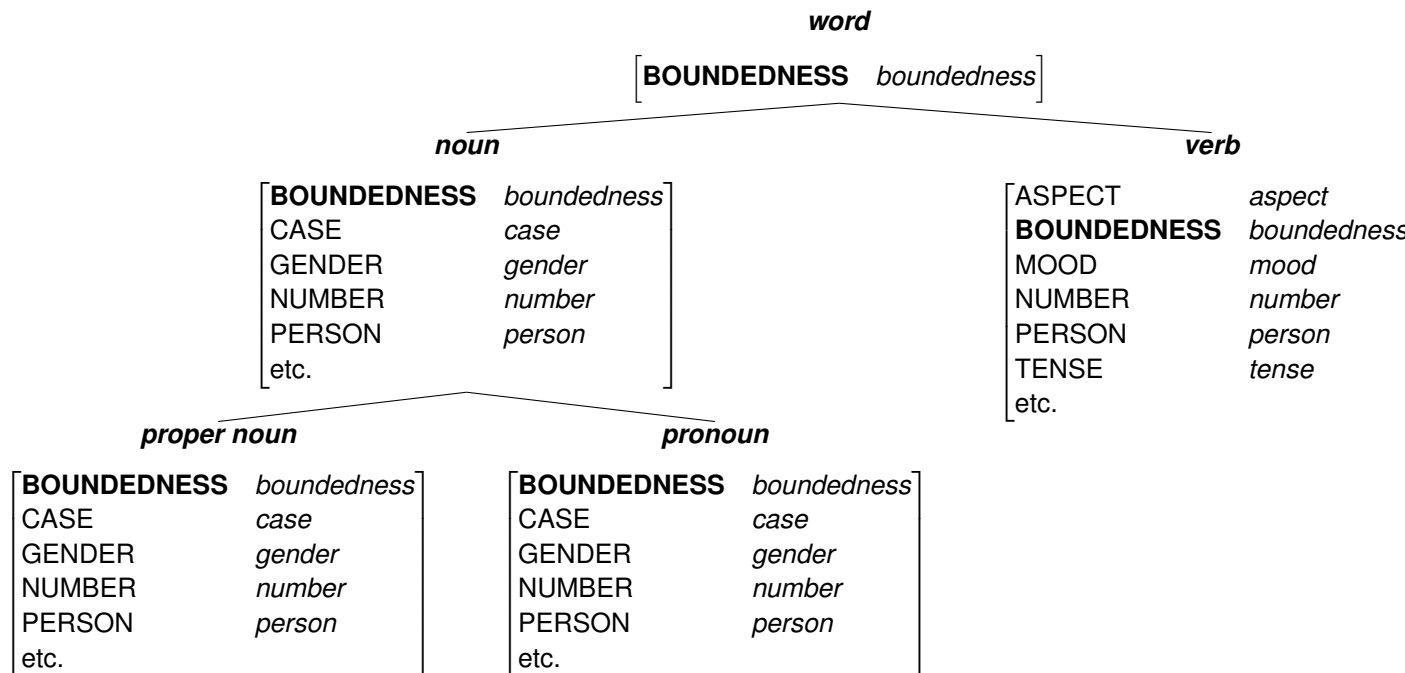 word
BOUNDEDNESS boundedness
noun
BOUNDEDNESS boundedness
CASE case
GENDER gender
NUMBER number
PERSON person
etc.
verb
ASPECT aspect
BOUNDEDNESS boundedness
MOOD mood
NUMBER number
PERSON person
TENSE tense
etc.
proper noun
BOUNDEDNESS boundedness
CASE case
GENDER gender
NUMBER number
PERSON person
etc.
pronoun
BOUNDEDNESS boundedness
CASE case
GENDER gender
NUMBER number
PERSON person
etc.